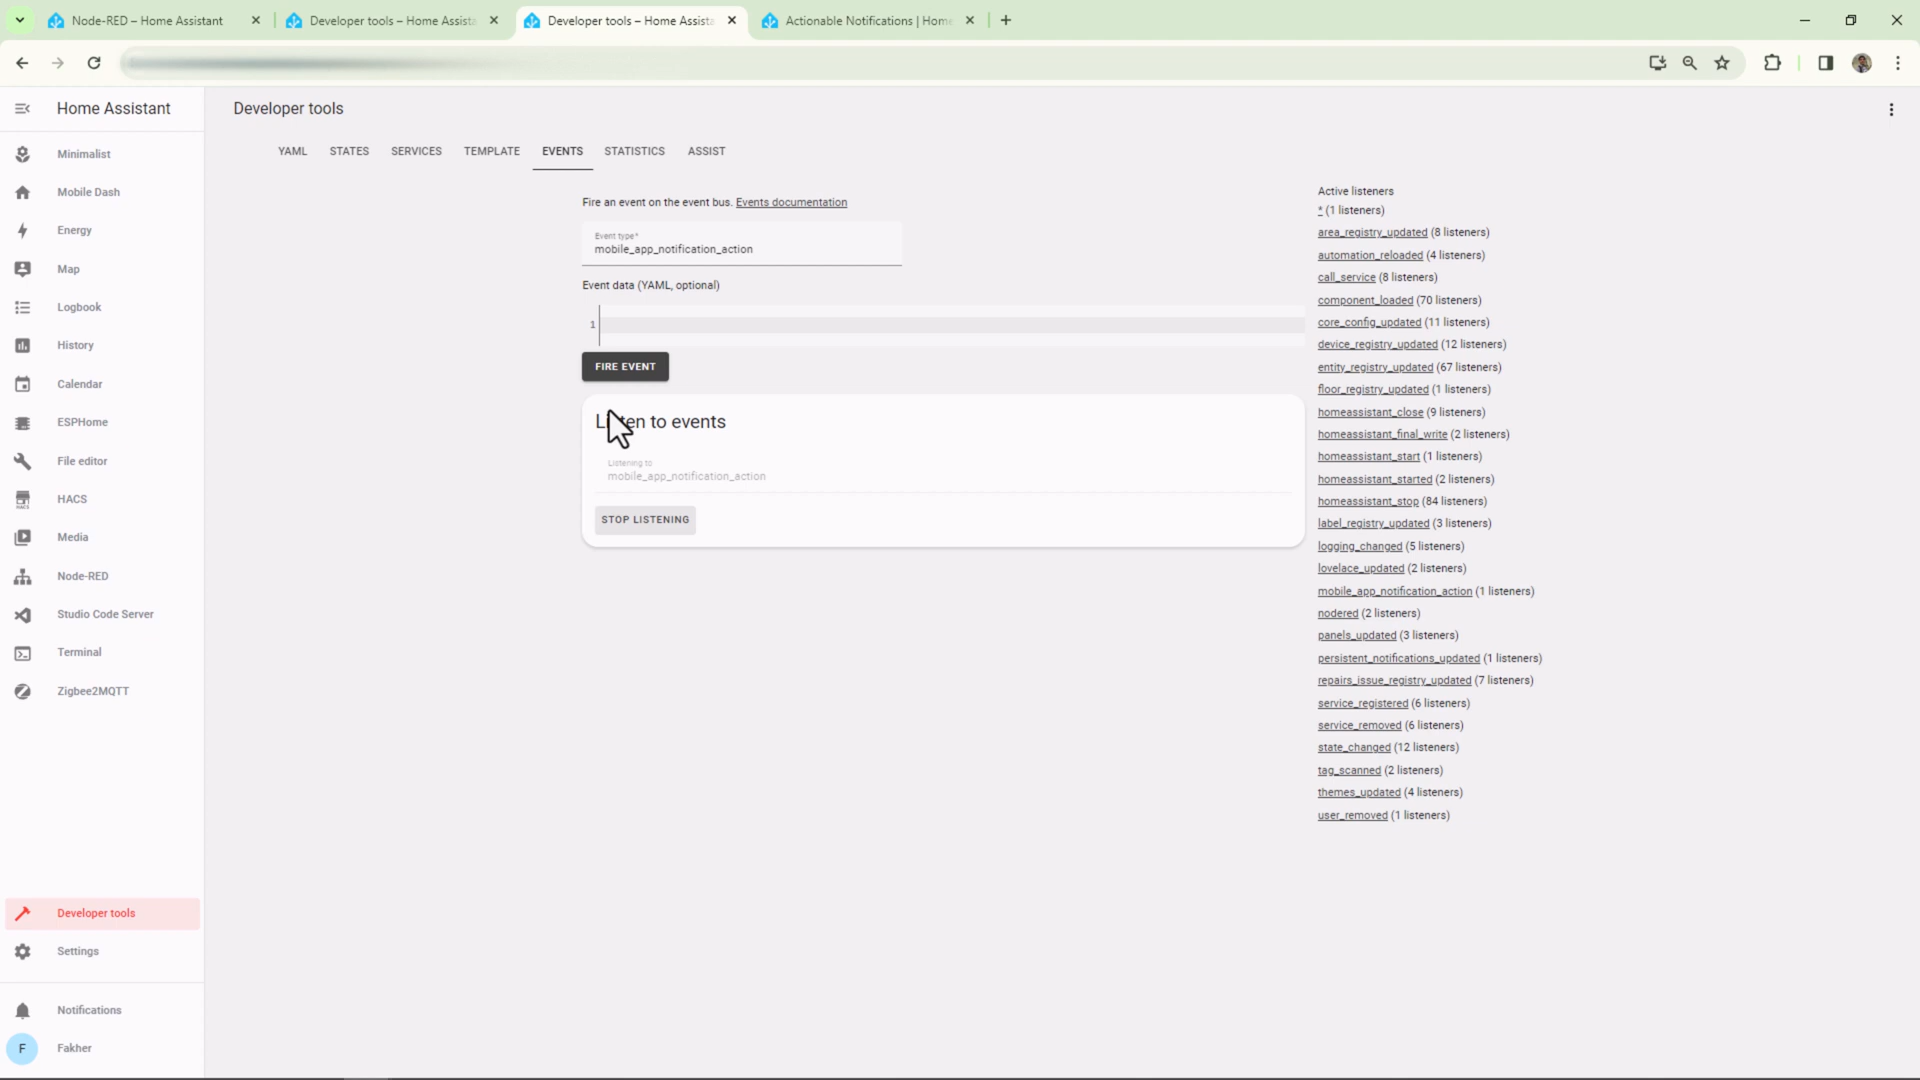 Node-RED – Home Assistant
Developer tools – Home Assista
Developer tools – Home Assista
Actionable Notifications | Home
Home Assistant
Developer tools
Minimalist
Mobile Dash
Energy
Map
Logbook
History
Calendar
ESPHome
File editor
HACS
HACS
Media
Node-RED
Studio Code Server
Terminal
Zigbee2MQTT
Developer tools
Settings
Notifications
F
Fakher
YAML
STATES
SERVICES
TEMPLATE
EVENTS
STATISTICS
ASSIST
Fire an event on the event bus. Events documentation
Event type*
mobile_app_notification_action
Event data (YAML, optional)
1
FIRE EVENT
Listen to events
Listening to
mobile_app_notification_action
STOP LISTENING
Active listeners
* (1 listeners)
area_registry_updated (8 listeners)
automation_reloaded (4 listeners)
call_service (8 listeners)
component_loaded (70 listeners)
core_config_updated (11 listeners)
device_registry_updated (12 listeners)
entity_registry_updated (67 listeners)
floor_registry_updated (1 listeners)
homeassistant_close (9 listeners)
homeassistant_final_write (2 listeners)
homeassistant_start (1 listeners)
homeassistant_started (2 listeners)
homeassistant_stop (84 listeners)
label_registry_updated (3 listeners)
logging_changed (5 listeners)
lovelace_updated (2 listeners)
mobile_app_notification_action (1 listeners)
nodered (2 listeners)
panels_updated (3 listeners)
persistent_notifications_updated (1 listeners)
repairs_issue_registry_updated (7 listeners)
service_registered (6 listeners)
service_removed (6 listeners)
state_changed (12 listeners)
tag_scanned (2 listeners)
themes_updated (4 listeners)
user_removed (1 listeners)